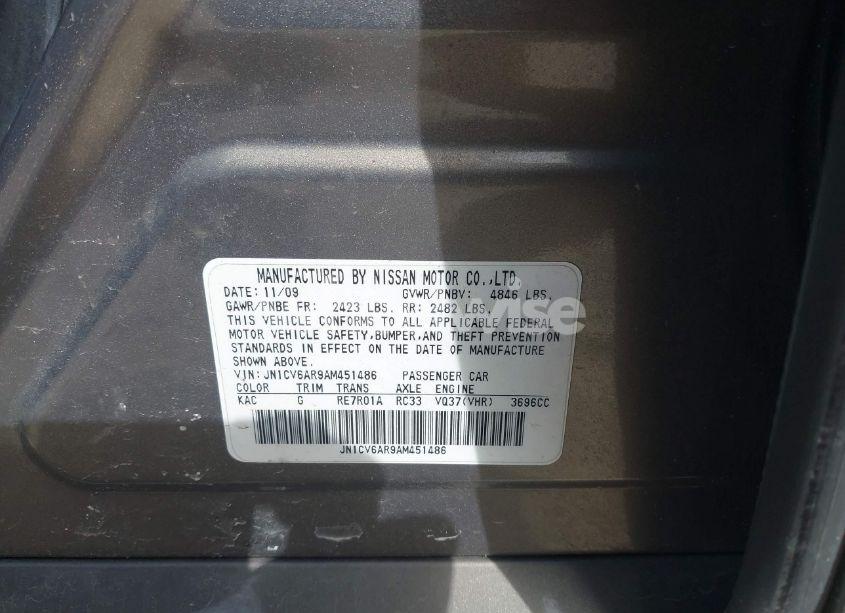 MANUFACTURED BY NISSAN MOTOR CO.,LTD.
DATE: 11/09 GVWR/PNBV: 4846 LBS.
GAWR/PNBE FR: 2423 LBS. RR: 2482 LBS.
THIS VEHICLE CONFORMS TO ALL APPLICABLE FEDERAL
MOTOR VEHICLE SAFETY,BUMPER,AND THEFT PREVENTION
STANDARDS IN EFFECT ON THE DATE OF MANUFACTURE
SHOWN ABOVE.
VIN: JN1CV6AR9AM451486 PASSENGER CAR
COLOR TRIM TRANS AXLE ENGINE
KAC G RE7R01A RC33 VQ37(VHR) 3696CC
JN1CV6AR9AM451486